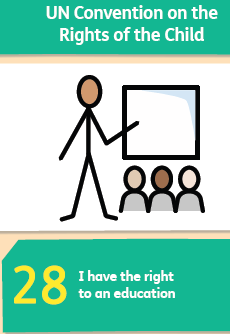 UN Convention on the
Rights of the Child
28
I have the right
to an education